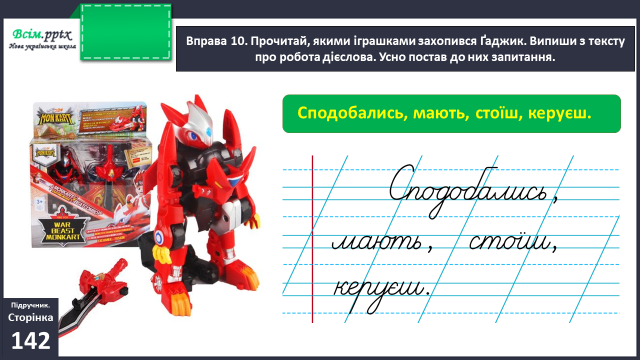 Всім.pptx
Нова українська школа
Вправа 10. Прочитай, якими іграшками захопився Ґаджик. Випиши з тексту
про робота дієслова. Усно постав до них запитання.
Сподобались, мають, стоїш, керуєш.
MONKART
WAR
BEAST
MONKART
Сподобались,
мають, стоїш,
керуєш.
Підручник.
Сторінка
142